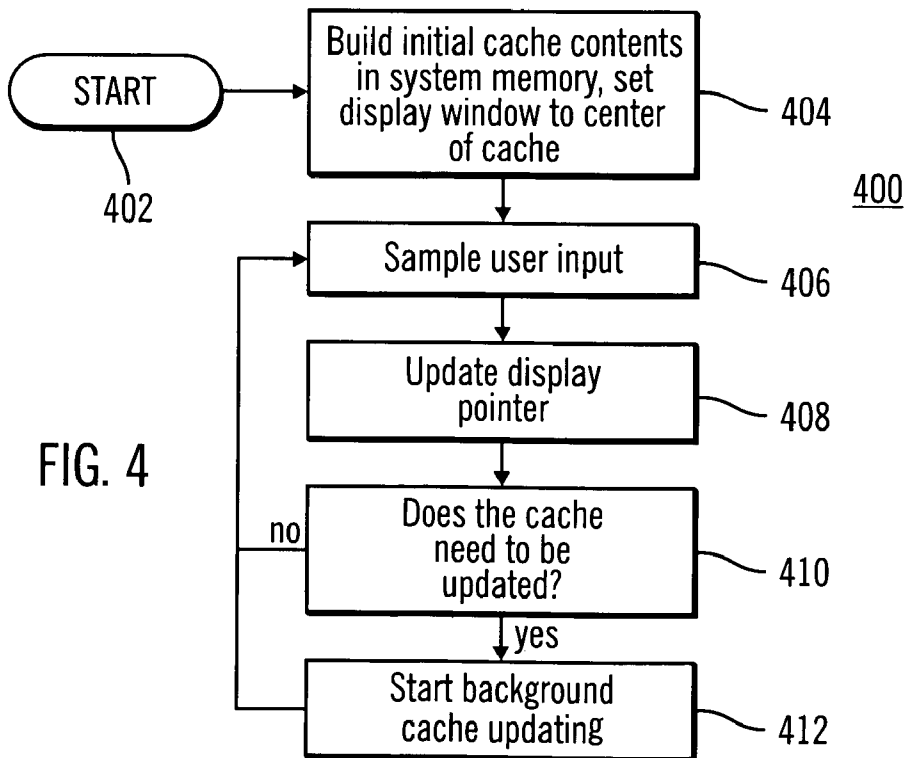 START
402
Build initial cache contents
in system memory, set
display window to center
of cache
404
400
Sample user input
406
Update display
pointer
408
FIG. 4
Does the cache
need to be
updated?
no
410
yes
Start background
cache updating
412